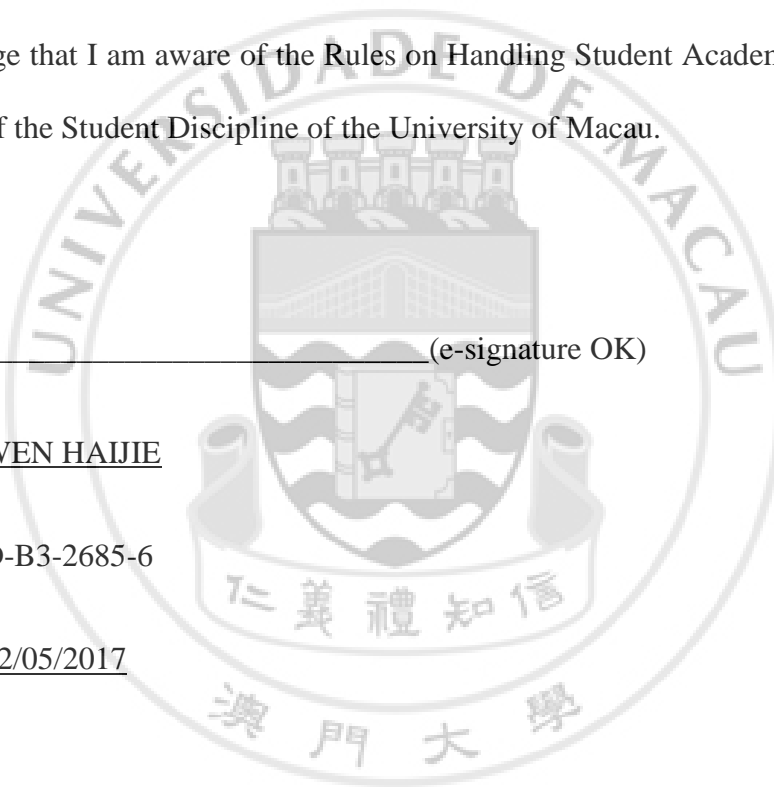 ge that I am aware of the Rules on Handling Student Academ
f the Student Discipline of the University of Macau.
UNIVERSIDADE DE MACAU
________________________(e-signature OK)
WEN HAIJIE
-B3-2685-6
2/05/2017
仁義禮知信
澳門大學